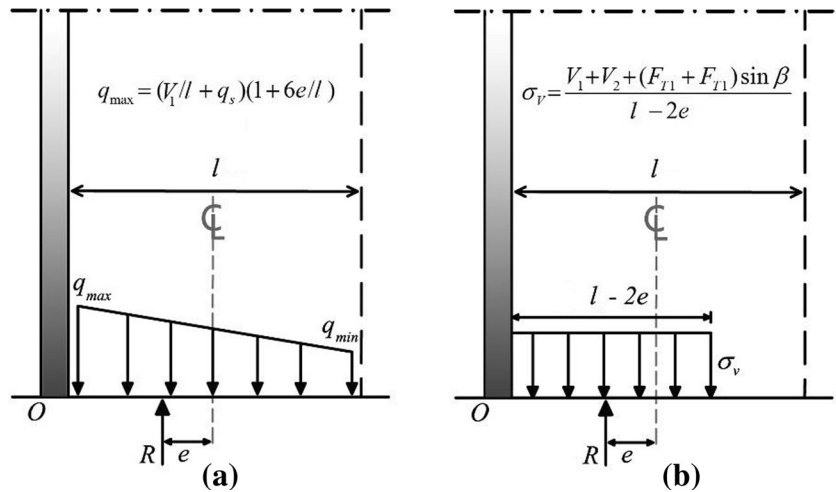 q_max = (V_1/l + q_s)(1 + 6e/l)
l
℄
q_max
q_min
O
R
e
(a)
σ_V = (V_1 + V_2 + (F_T1 + F_T1) sin β) / (l − 2e)
l
℄
l - 2e
σ_v
O
R
e
(b)